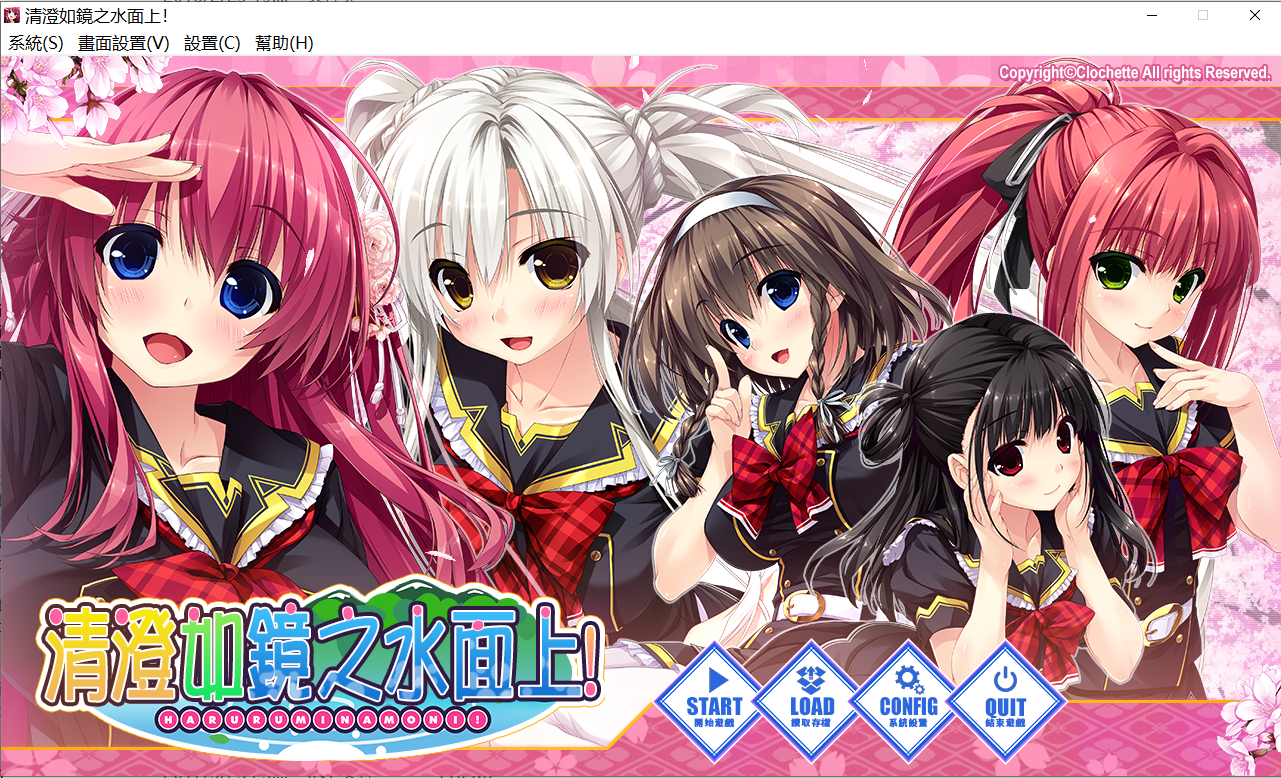 清澄如鏡之水面上!
系統(S) 畫面設置(V) 設置(C) 幫助(H)
Copyright©Clochette All rights Reserved.
清澄如鏡之水面上!
HARURUMINAMONI!
START
開始遊戲
LOAD
讀取存檔
CONFIG
系統設置
QUIT
結束遊戲